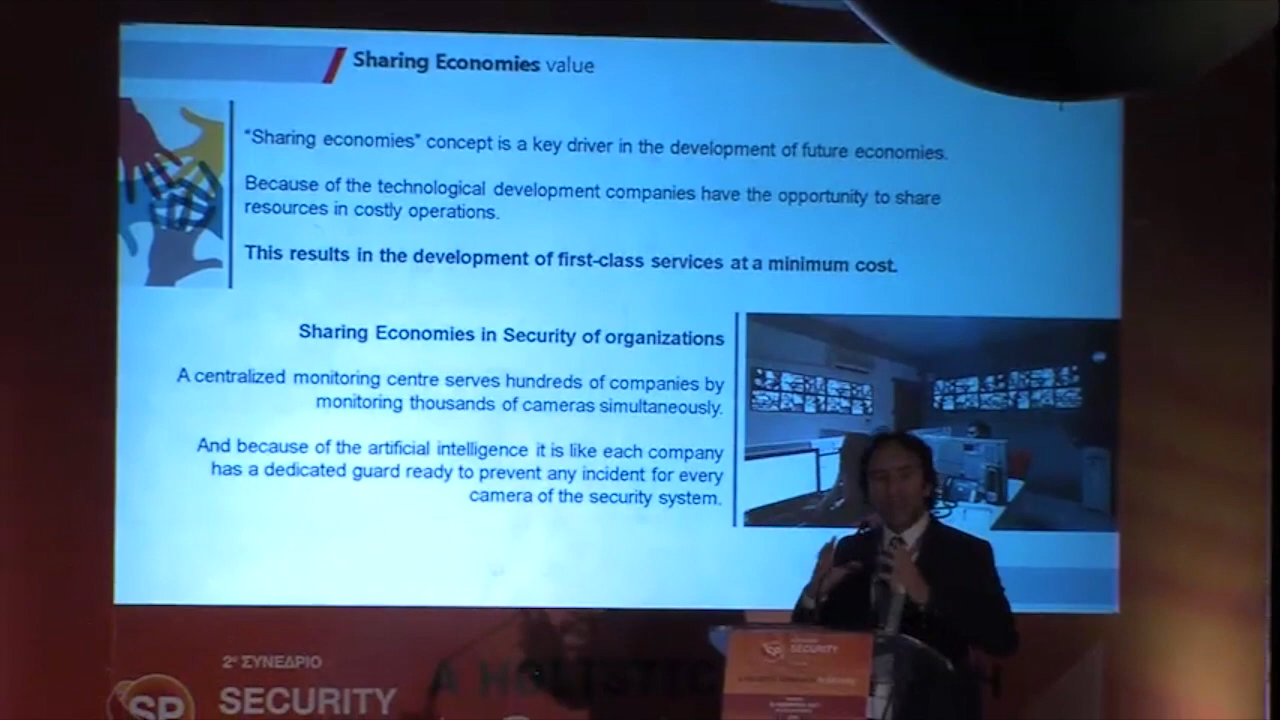 Sharing Economies value
“Sharing economies” concept is a key driver in the development of future economies.
Because of the technological development companies have the opportunity to share
resources in costly operations.
This results in the development of first-class services at a minimum cost.
Sharing Economies in Security of organizations
A centralized monitoring centre serves hundreds of companies by
monitoring thousands of cameras simultaneously.
And because of the artificial intelligence it is like each company
has a dedicated guard ready to prevent any incident for every
camera of the security system.
2ο ΣΥΝΕΔΡΙΟ
SP
SECURITY
A HOLISTIC
SP
SECURITY